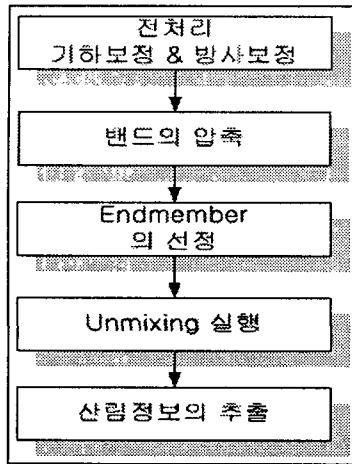 전처리
기하보정 & 방사보정
밴드의 압축
Endmember
의 선정
Unmixing 실행
산림정보의 추출